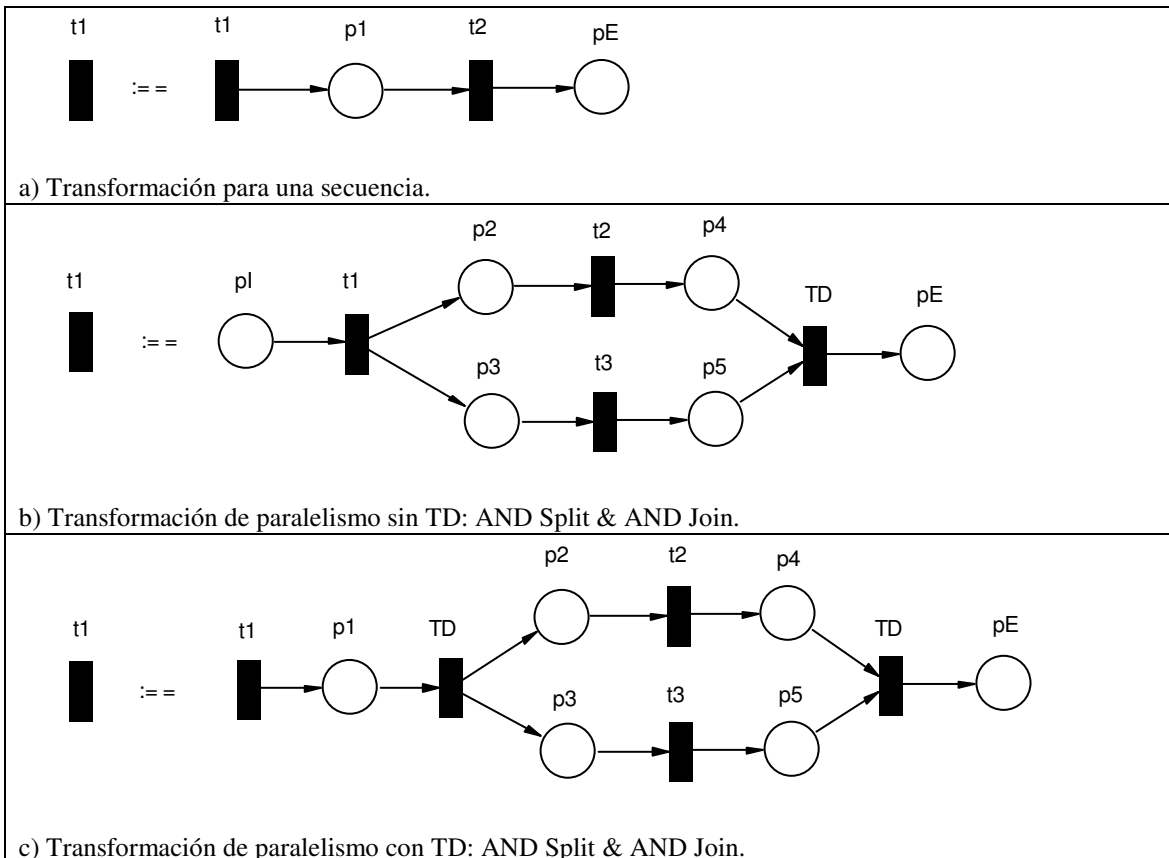 t1 t1 p1 t2 pE
:= =
a) Transformación para una secuencia.
p2 t2 p4
t1 pI t1 TD pE
:= =
p3 t3 p5
b) Transformación de paralelismo sin TD: AND Split & AND Join.
p2 t2 p4
t1 t1 p1 TD TD pE
:= =
p3 t3 p5
c) Transformación de paralelismo con TD: AND Split & AND Join.